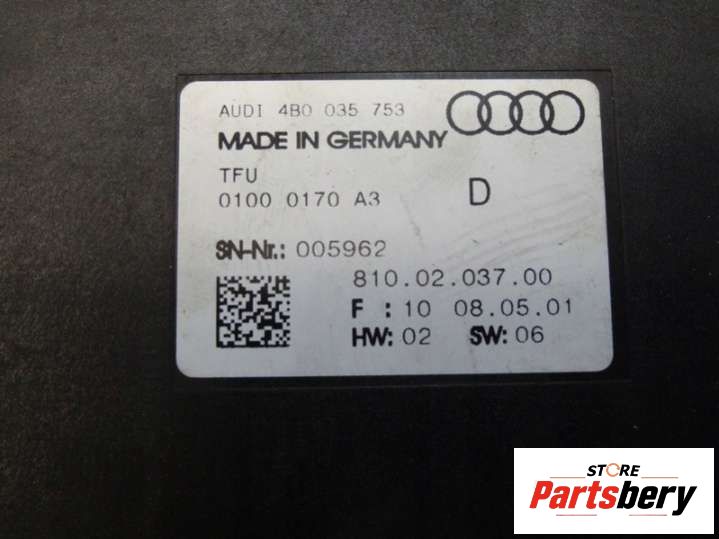 AUDI 4B0 035 753
MADE IN GERMANY
TFU
0100 0170 A3 D
SN-Nr.: 005962
810.02.037.00
F : 10 08.05.01
HW: 02 SW: 06
STORE
Partsbery